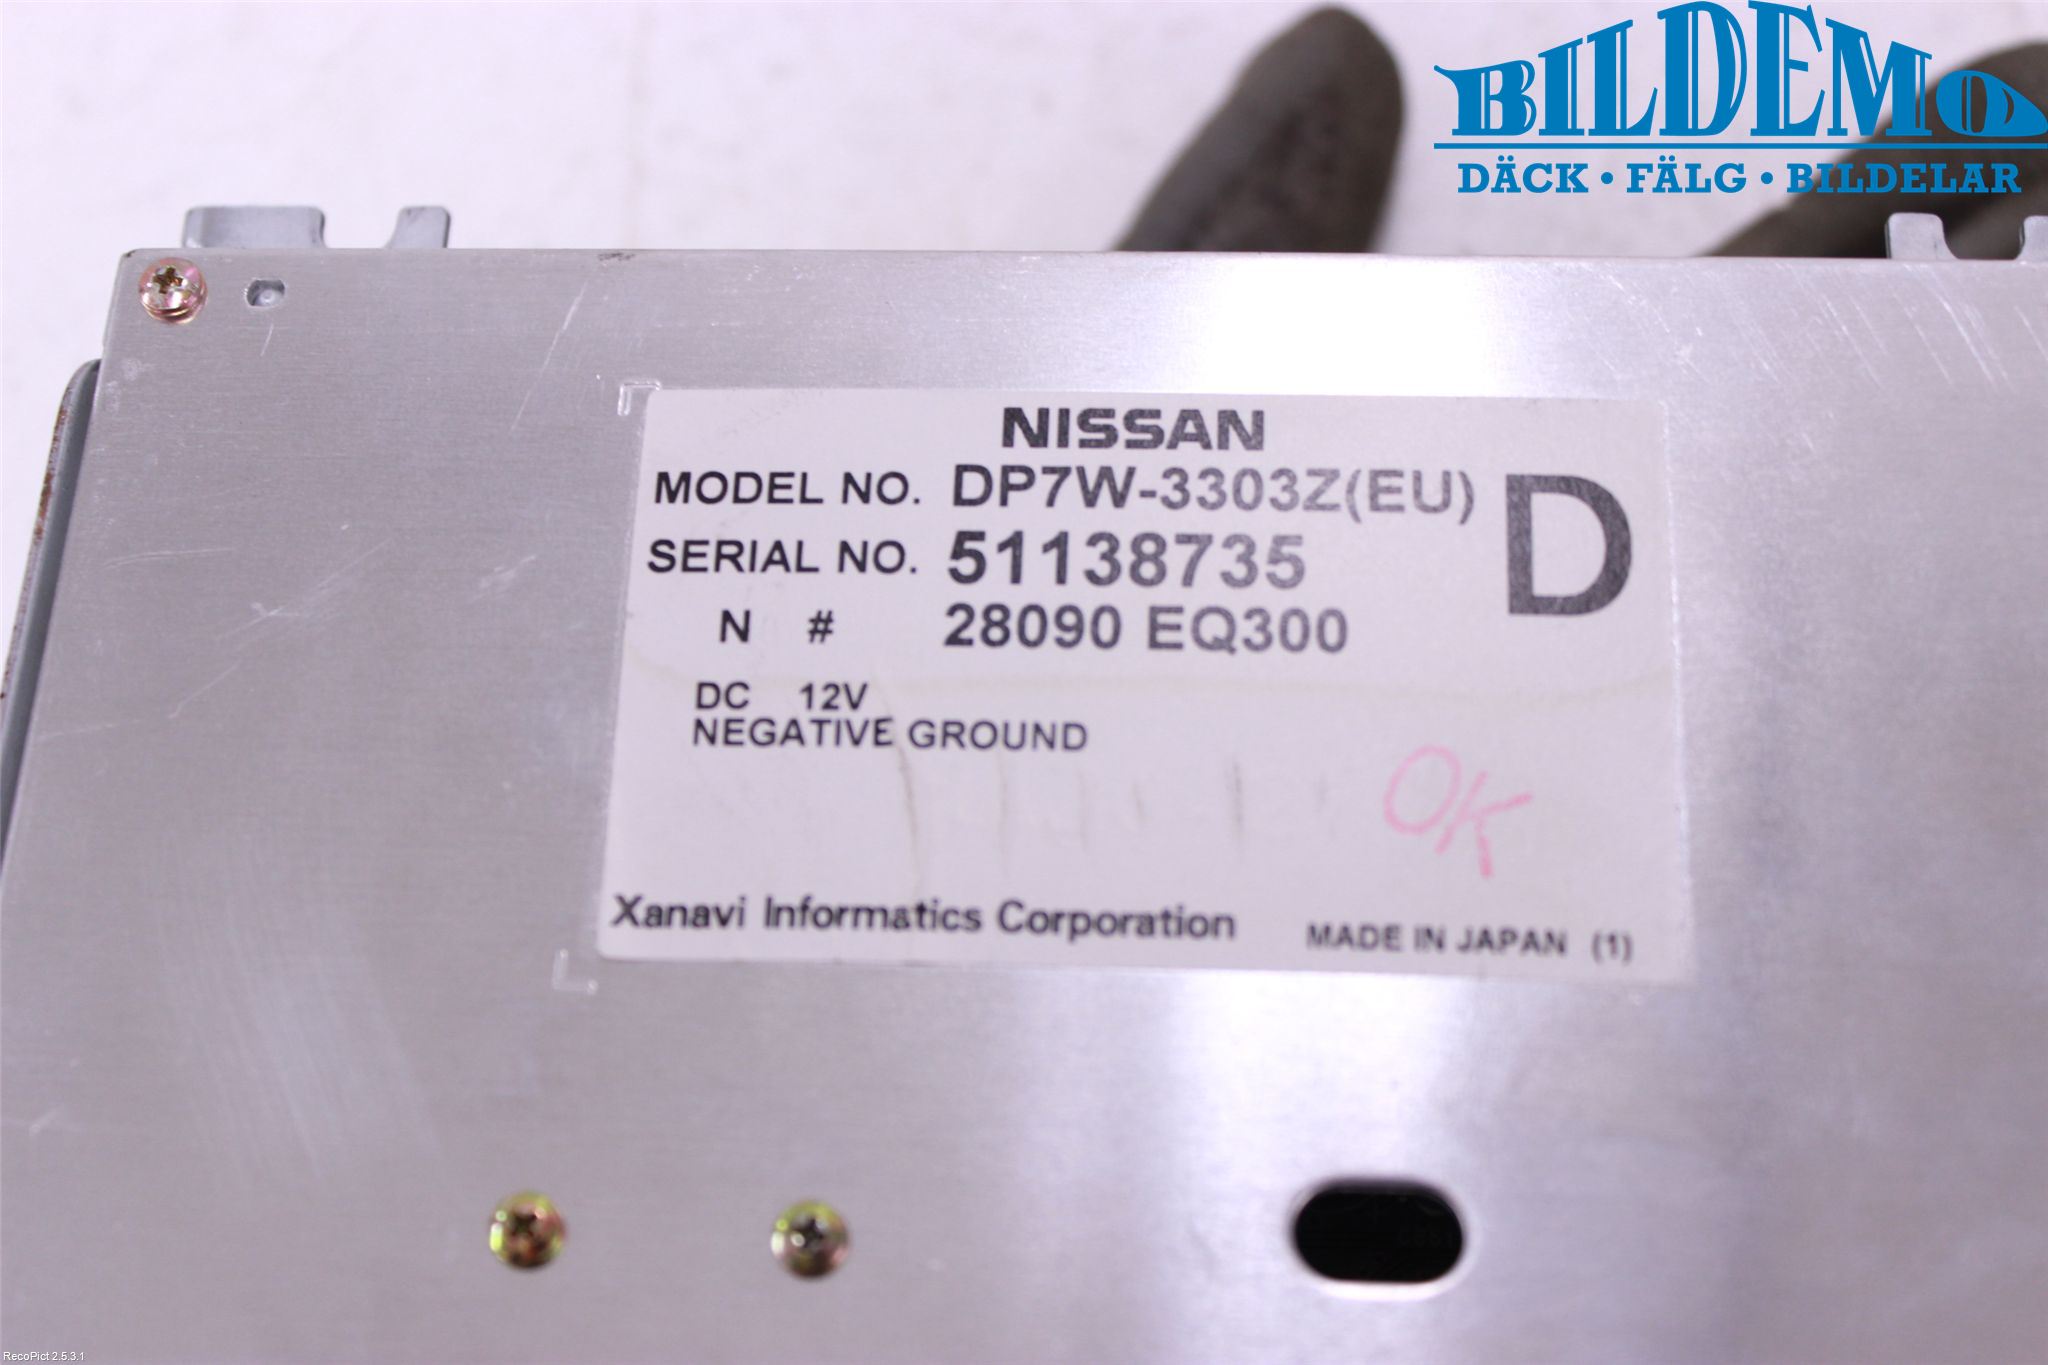 BILDEMO
DÄCK • FÄLG • BILDELAR
NISSAN
MODEL NO. DP7W-3303Z(EU)
D
SERIAL NO. 51138735
N # 28090 EQ300
DC 12V
NEGATIVE GROUND
OK
Xanavi Informatics Corporation
MADE IN JAPAN (1)
RecoPict 2.5.3.1